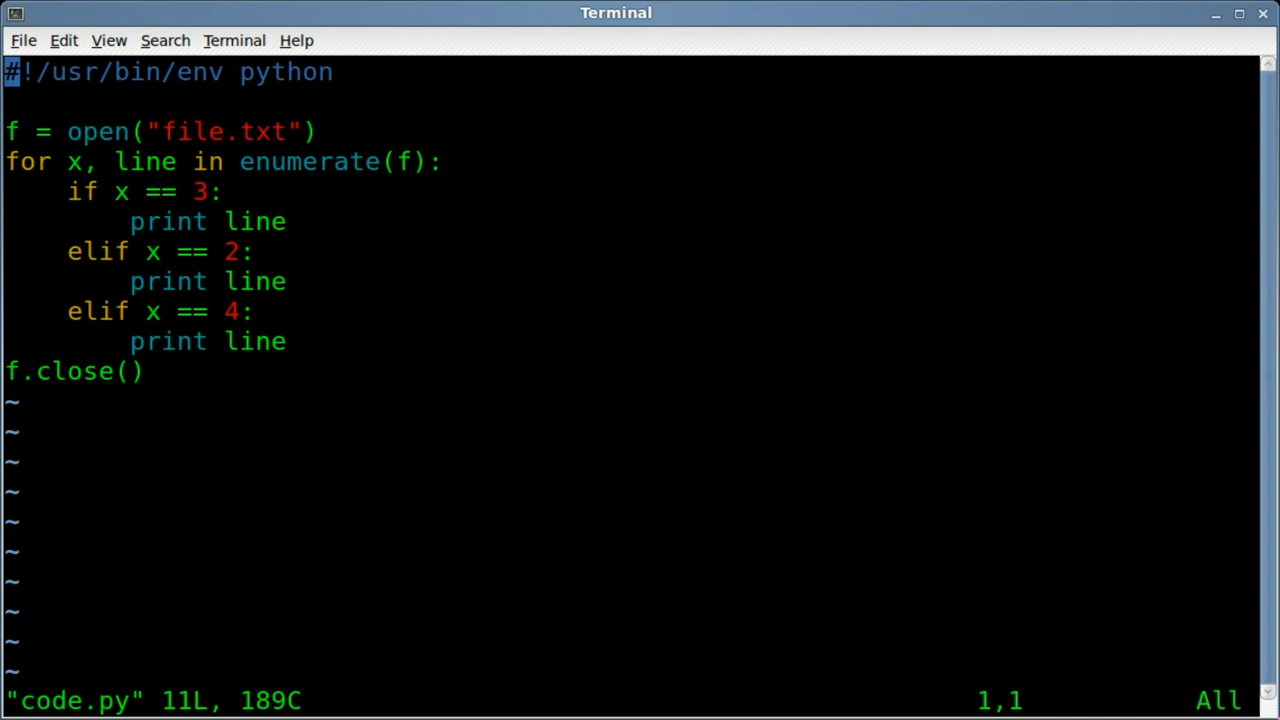 Terminal
File Edit View Search Terminal Help
#!/usr/bin/env python
f = open("file.txt")
for x, line in enumerate(f):
    if x == 3:
        print line
    elif x == 2:
        print line
    elif x == 4:
        print line
f.close()
~
~
~
~
~
~
~
~
~
~
"code.py" 11L, 189C 1,1 All